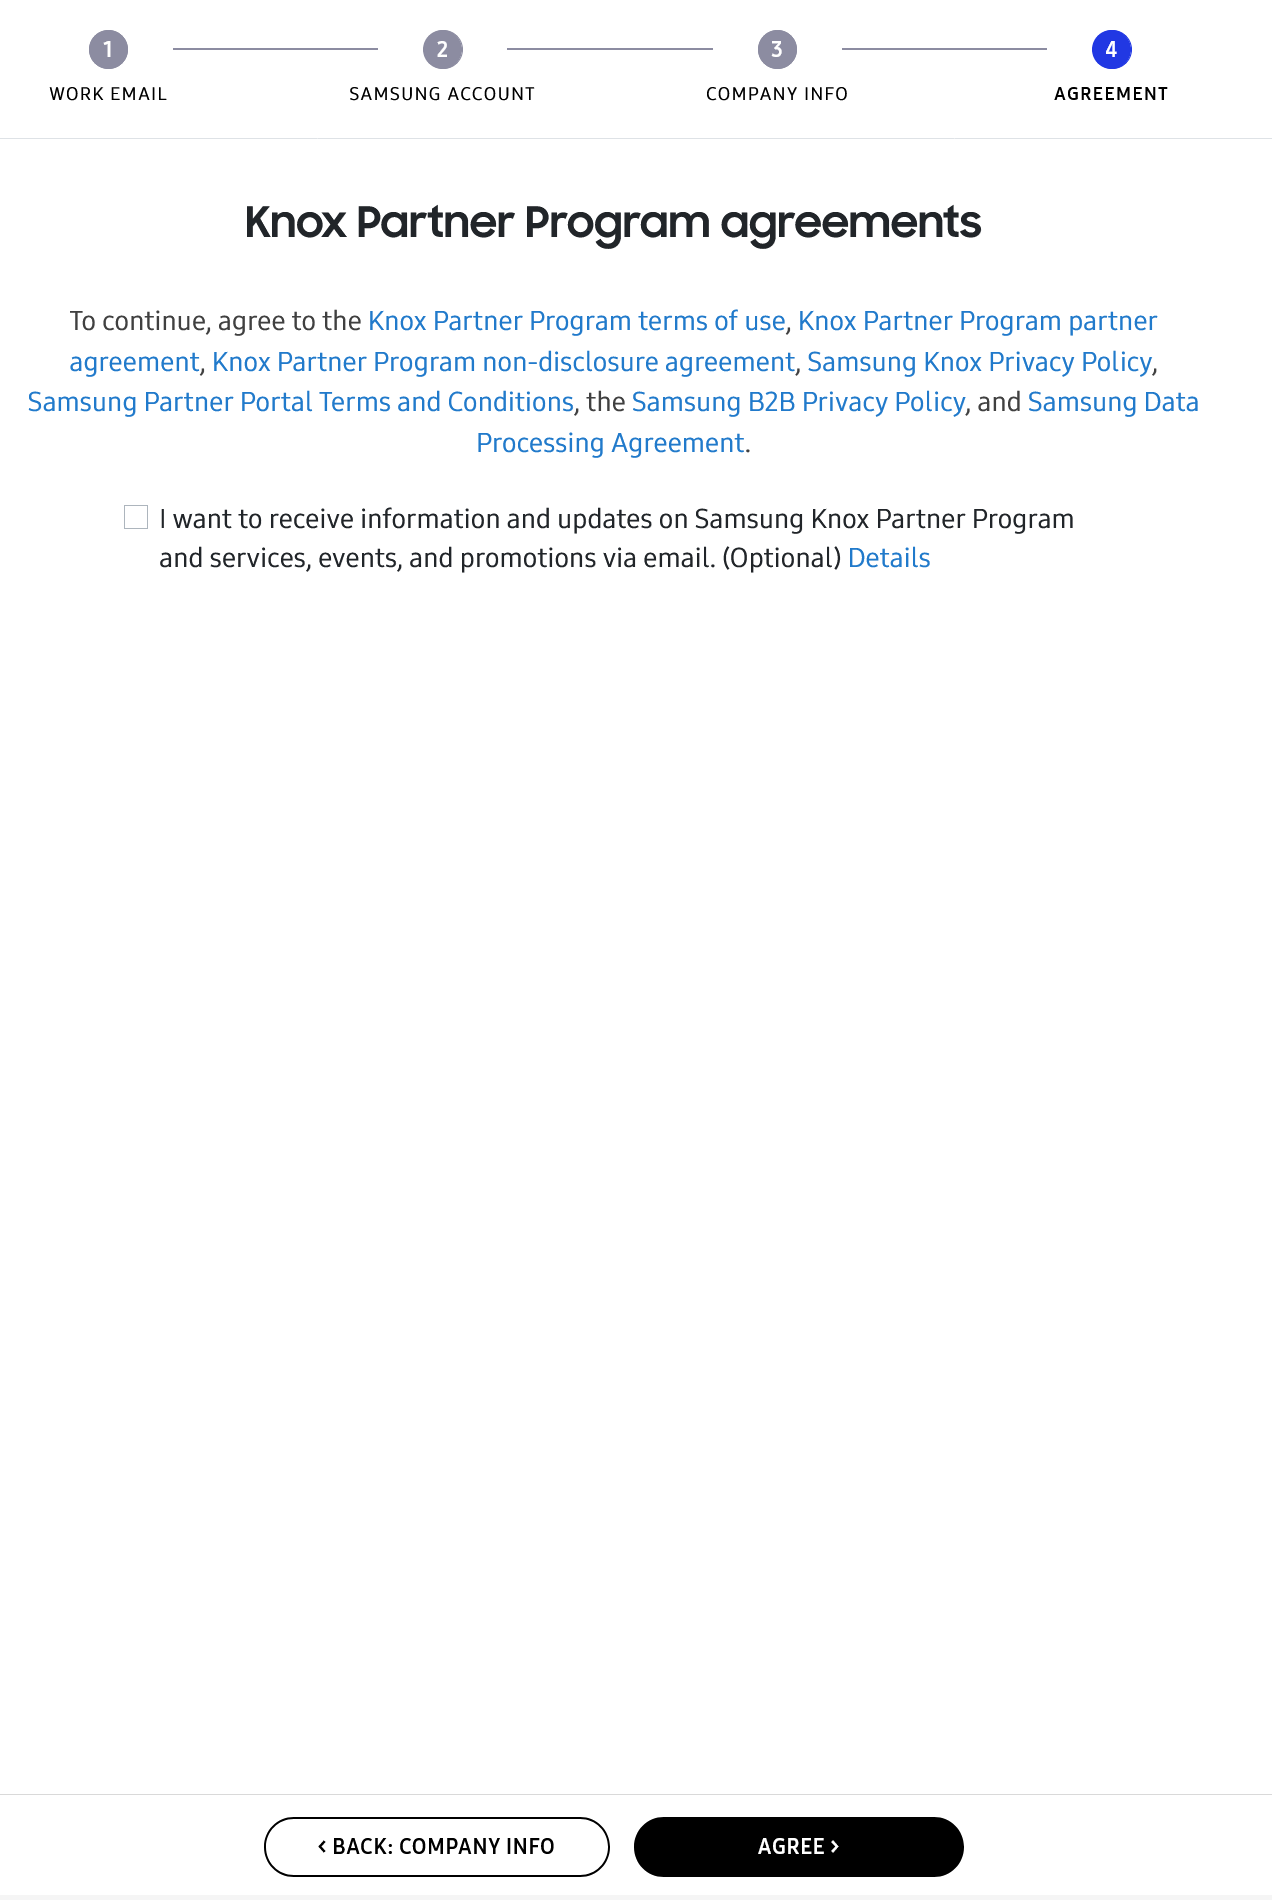 1
2
3
4
WORK EMAIL
SAMSUNG ACCOUNT
COMPANY INFO
AGREEMENT
Knox Partner Program agreements
To continue, agree to the Knox Partner Program terms of use, Knox Partner Program partner
agreement, Knox Partner Program non-disclosure agreement, Samsung Knox Privacy Policy,
Samsung Partner Portal Terms and Conditions, the Samsung B2B Privacy Policy, and Samsung Data
Processing Agreement.
I want to receive information and updates on Samsung Knox Partner Program
and services, events, and promotions via email. (Optional) Details
< BACK: COMPANY INFO
AGREE >